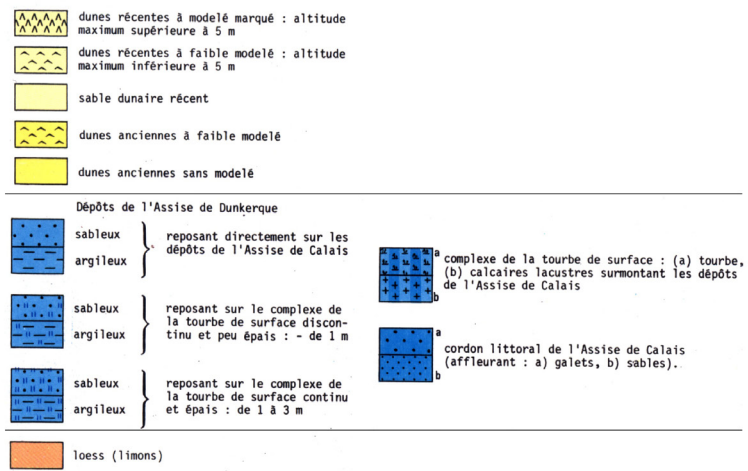 dunes récentes à modelé marqué : altitude
maximum supérieure à 5 m
dunes récentes à faible modelé : altitude
maximum inférieure à 5 m
sable dunaire récent
dunes anciennes à faible modelé
dunes anciennes sans modelé
Dépôts de l'Assise de Dunkerque
sableux
argileux
reposant directement sur les
dépôts de l'Assise de Calais
sableux
argileux
reposant sur le complexe de
la tourbe de surface discon-
tinu et peu épais : - de 1 m
sableux
argileux
reposant sur le complexe de
la tourbe de surface continu
et épais : de 1 à 3 m
a
b
complexe de la tourbe de surface : (a) tourbe,
(b) calcaires lacustres surmontant les dépôts
de l'Assise de Calais
a
b
cordon littoral de l'Assise de Calais
(affleurant : a) galets, b) sables).
loess (limons)